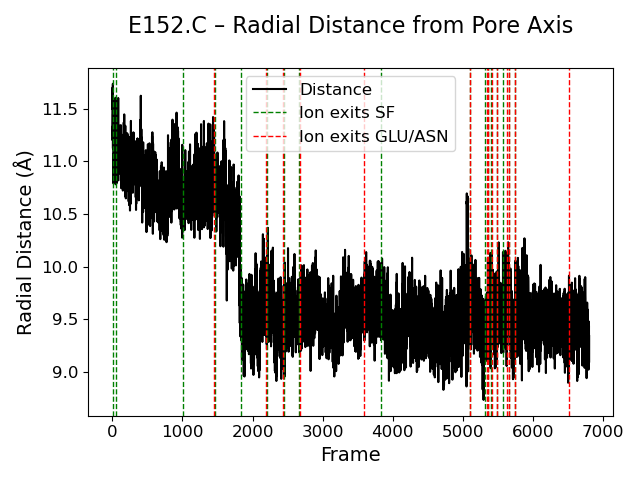 E152.C – Radial Distance from Pore Axis
Distance
Ion exits SF
Ion exits GLU/ASN
Radial Distance (Å)
11.5
11.0
10.5
10.0
9.5
9.0
0 1000 2000 3000 4000 5000 6000 7000
Frame